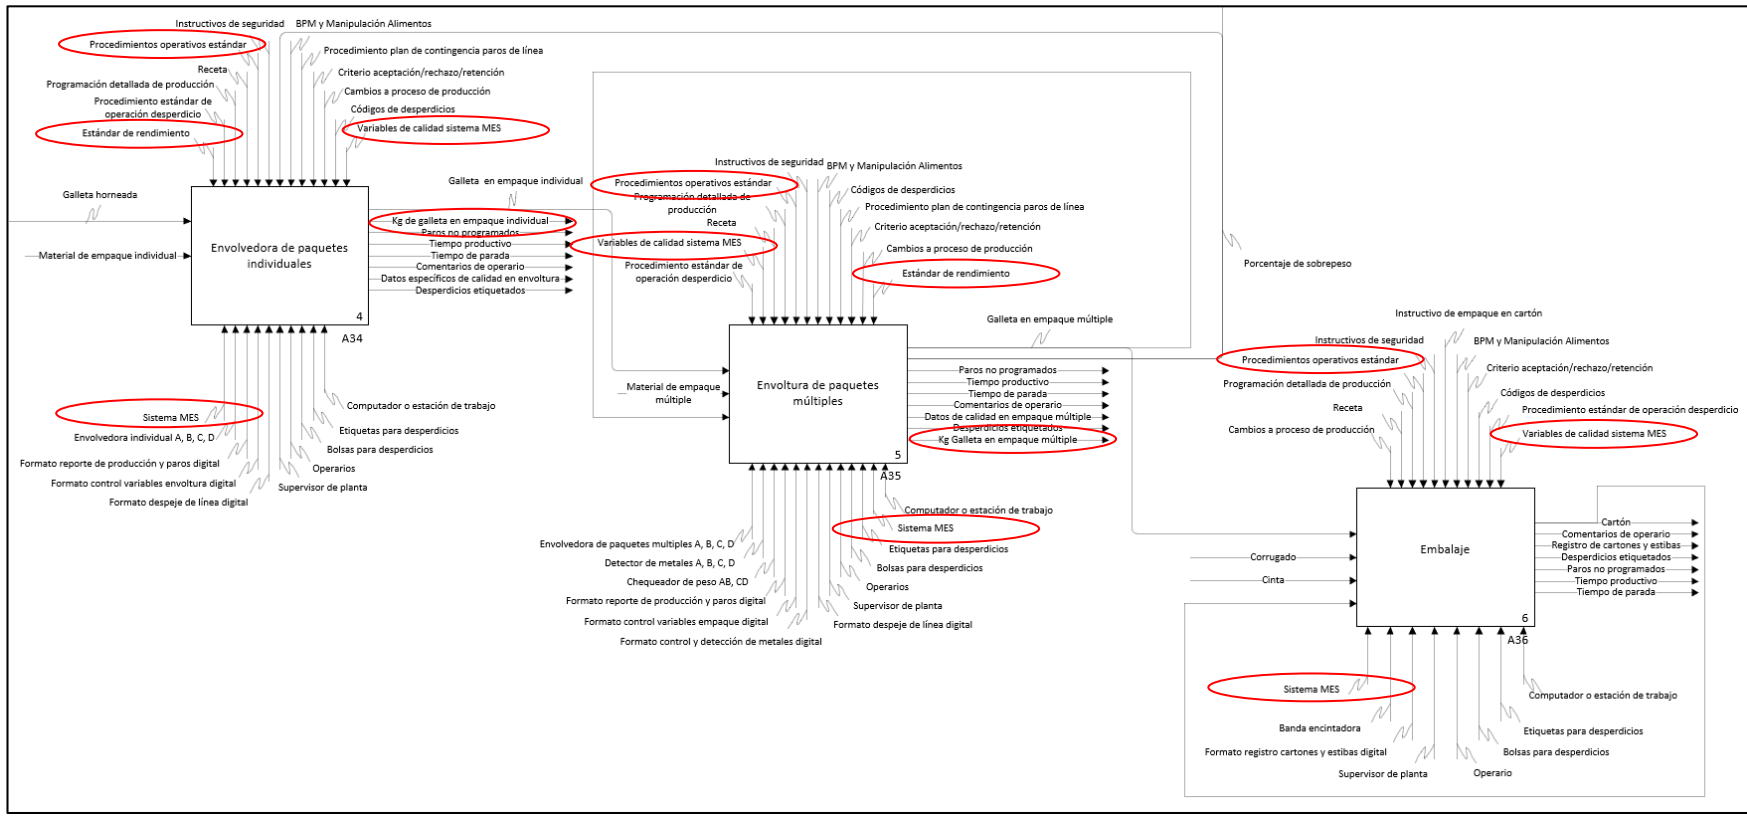 Instructivos de seguridad
BPM y Manipulación Alimentos
Procedimientos operativos estándar
Procedimiento plan de contingencia paros de línea
Receta
Criterio aceptación/rechazo/retención
Programación detallada de producción
Cambios a proceso de producción
Procedimiento estándar de
operación desperdicio
Códigos de desperdicios
Estándar de rendimiento
Variables de calidad sistema MES
Galleta horneada
Material de empaque individual
Envolvedora de paquetes
individuales
4
A34
Galleta en empaque individual
Kg de galleta en empaque individual
Paros no programados
Tiempo productivo
Tiempo de parada
Comentarios de operario
Datos específicos de calidad en envoltura
Desperdicios etiquetados
Sistema MES
Envolvedora individual A, B, C, D
Formato reporte de producción y paros digital
Formato control variables envoltura digital
Formato despeje de línea digital
Computador o estación de trabajo
Etiquetas para desperdicios
Bolsas para desperdicios
Operarios
Supervisor de planta
Instructivos de seguridad
BPM y Manipulación Alimentos
Procedimientos operativos estándar
Códigos de desperdicios
Programación detallada de
producción
Procedimiento plan de contingencia paros de línea
Receta
Criterio aceptación/rechazo/retención
Variables de calidad sistema MES
Cambios a proceso de producción
Procedimiento estándar de
operación desperdicio
Estándar de rendimiento
Material de empaque
múltiple
Envoltura de paquetes
múltiples
5
A35
Galleta en empaque múltiple
Paros no programados
Tiempo productivo
Tiempo de parada
Comentarios de operario
Datos de calidad en empaque múltiple
Desperdicios etiquetados
Kg Galleta en empaque múltiple
Envolvedora de paquetes multiples A, B, C, D
Detector de metales A, B, C, D
Chequeador de peso AB, CD
Formato reporte de producción y paros digital
Formato control variables empaque digital
Formato control y detección de metales digital
Computador o estación de trabajo
Sistema MES
Etiquetas para desperdicios
Bolsas para desperdicios
Operarios
Supervisor de planta
Formato despeje de línea digital
Porcentaje de sobrepeso
Instructivo de empaque en cartón
Instructivos de seguridad
BPM y Manipulación Alimentos
Procedimientos operativos estándar
Criterio aceptación/rechazo/retención
Programación detallada de producción
Códigos de desperdicios
Receta
Procedimiento estándar de operación desperdicio
Cambios a proceso de producción
Variables de calidad sistema MES
Corrugado
Cinta
Embalaje
6
A36
Cartón
Comentarios de operario
Registro de cartones y estibas
Desperdicios etiquetados
Paros no programados
Tiempo productivo
Tiempo de parada
Sistema MES
Banda encintadora
Formato registro cartones y estibas digital
Supervisor de planta
Computador o estación de trabajo
Etiquetas para desperdicios
Bolsas para desperdicios
Operario